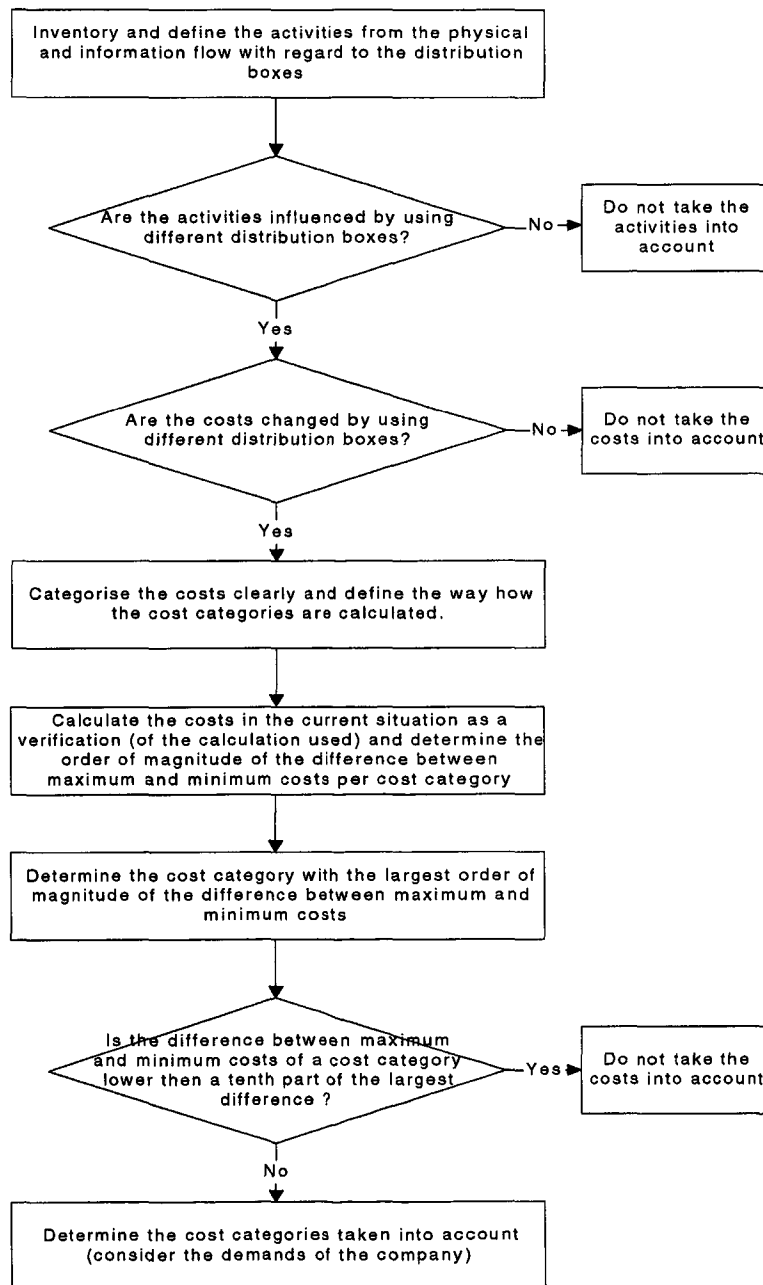 Inventory and define the activities from the physical
and information flow with regard to the distribution
boxes
Are the activities influenced by using
different distribution boxes?
No
Do not take the
activities into
account
Yes
Are the costs changed by using
different distribution boxes?
No
Do not take the
costs into account
Yes
Categorise the costs clearly and define the way how
the cost categories are calculated.
Calculate the costs in the current situation as a
verification (of the calculation used) and determine the
order of magnitude of the difference between
maximum and minimum costs per cost category
Determine the cost category with the largest order of
magnitude of the difference between maximum and
minimum costs
Is the difference between maximum
and minimum costs of a cost category
lower then a tenth part of the largest
difference ?
Yes
Do not take the
costs into account
No
Determine the cost categories taken into account
(consider the demands of the company)